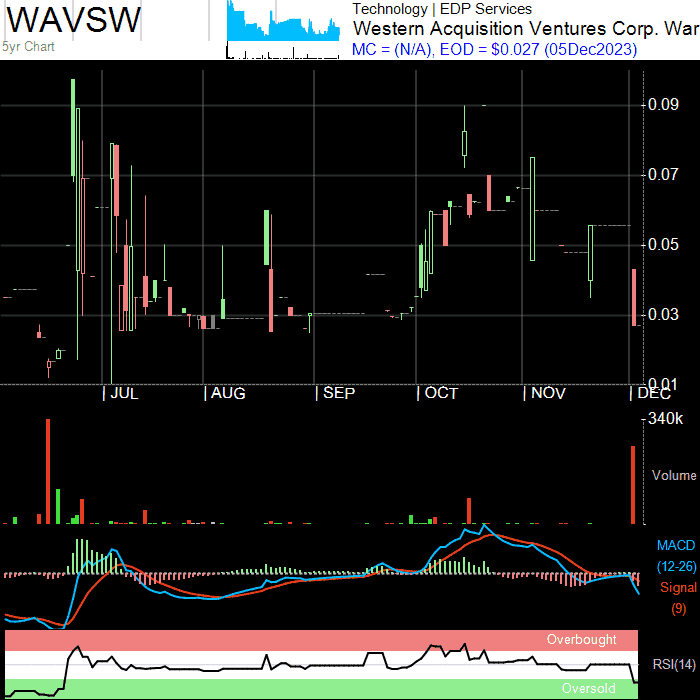 WAVSW
5yr Chart
Technology | EDP Services
Western Acquisition Ventures Corp. War
MC = (N/A), EOD = $0.027 (05Dec2023)
0.09
0.07
0.05
0.03
0.01
| JUL | AUG | SEP | OCT | NOV | DEC
340k
Volume
MACD
(12-26)
Signal
(9)
Overbought
RSI(14)
Oversold